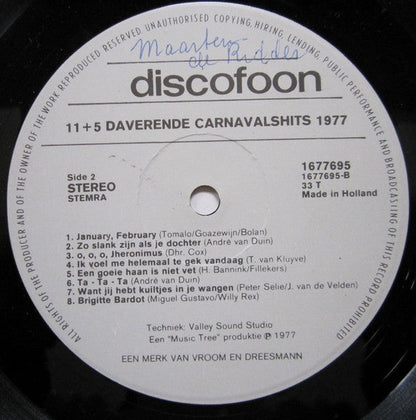 ALL RIGHTS OF THE PRODUCER AND OF THE OWNER OF THE WORK REPRODUCED RESERVED UNAUTHORISED COPYING, HIRING, LENDING, PUBLIC PERFORMANCE AND BROADCASTING OF THIS RECORD PROHIBITED
Maarten
de Ridder
discofoon
11+5 DAVERENDE CARNAVALSHITS 1977
Side 2
STEREO
STEMRA
1677695
1677695-B
33 T
Made in Holland
1 January, February (Tomalo/Goazewijn/Bolan)
2 Zo slank zijn als je dochter (André van Duin)
3 o, o, o, Jheronimus (Dhr. Cox)
4 Ik voel me helemaal te gek vandaag (T. van Kluyve)
5 Een goeie haan is niet vet (H. Bannink/Fillekers)
6 Ta - Ta - Ta (André van Duin)
7 Want jij hebt kuiltjes in je wangen (Peter Selie/J. van de Velden)
8 Brigitte Bardot (Miguel Gustavo/Willy Rex)
Techniek: Valley Sound Studio
Een "Music Tree" produktie ℗ 1977
EEN MERK VAN VROOM EN DREESMANN